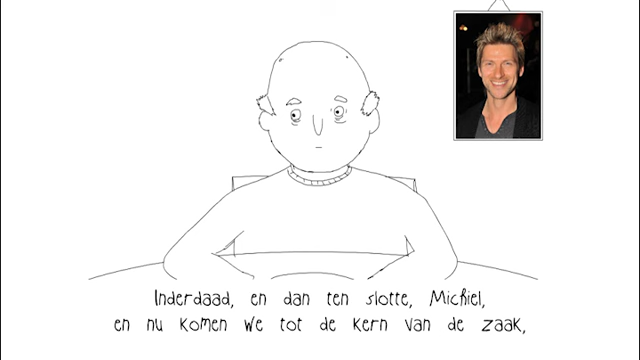 Inderdaad, en dan ten slotte, Michiel,
en nu komen we tot de kern van de zaak,